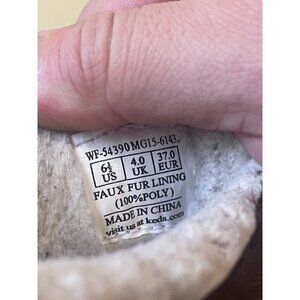 WF-54390 MG15-6143.
6½ 4.0 37.0
US UK EUR
FAUX FUR LINING
(100%POLY)
MADE IN CHINA
visit us at keds.com